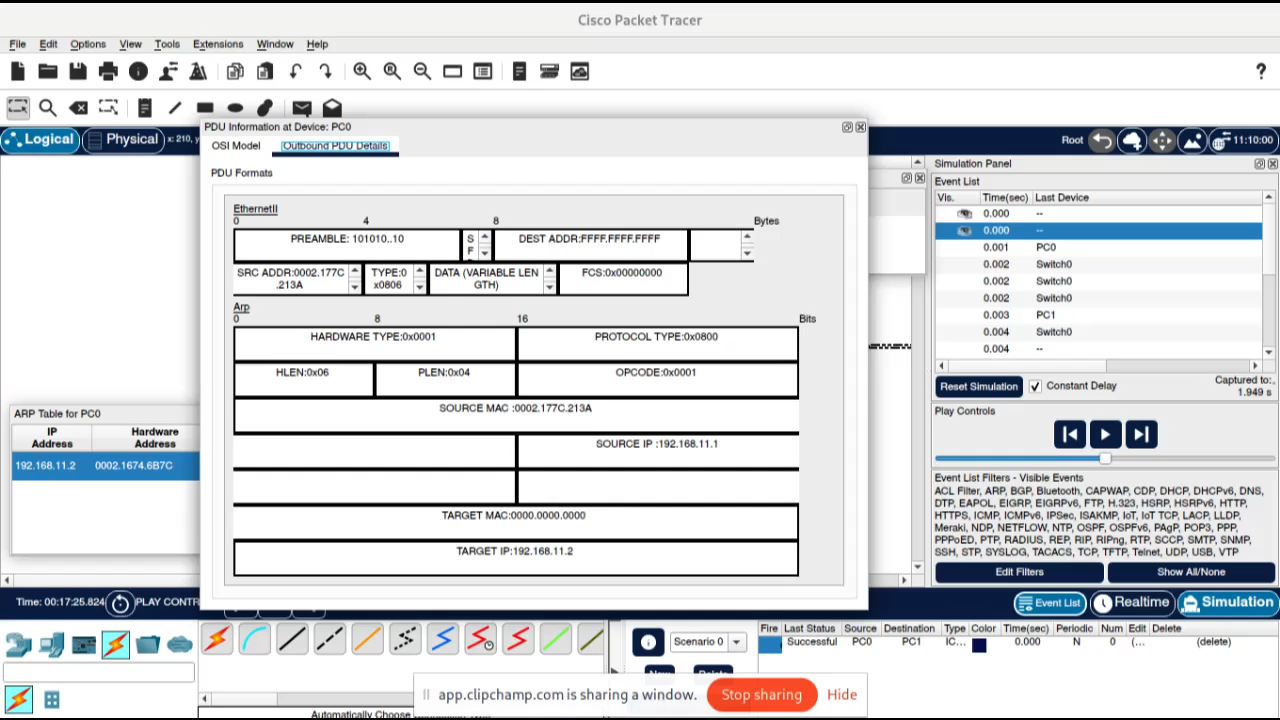 Cisco Packet Tracer
File Edit Options View Tools Extensions Window Help
?
Logical Physical x: 210, y
Root 11:10:00
PDU Information at Device: PC0
OSI Model Outbound PDU Details
PDU Formats
EthernetII
0 4 8 Bytes
PREAMBLE: 101010..10
S
F
DEST ADDR:FFFF.FFFF.FFFF
SRC ADDR:0002.177C
.213A
TYPE:0
x0806
DATA (VARIABLE LEN
GTH)
FCS:0x00000000
Arp
0 8 16 Bits
HARDWARE TYPE:0x0001 PROTOCOL TYPE:0x0800
HLEN:0x06 PLEN:0x04 OPCODE:0x0001
SOURCE MAC :0002.177C.213A
SOURCE IP :192.168.11.1
TARGET MAC:0000.0000.0000
TARGET IP:192.168.11.2
ARP Table for PC0
IP
Address
Hardware
Address
192.168.11.2 0002.1674.6B7C
Simulation Panel
Event List
Vis. Time(sec) Last Device
0.000 --
0.000 --
0.001 PC0
0.002 Switch0
0.002 Switch0
0.002 Switch0
0.003 PC1
0.004 Switch0
0.004 --
Reset Simulation Constant Delay
Captured to:
1.949 s
Play Controls
Event List Filters - Visible Events
ACL Filter, ARP, BGP, Bluetooth, CAPWAP, CDP, DHCP, DHCPv6, DNS,
DTP, EAPOL, EIGRP, EIGRPv6, FTP, H.323, HSRP, HSRPv6, HTTP,
HTTPS, ICMP, ICMPv6, IPSec, ISAKMP, IoT, IoT TCP, LACP, LLDP,
Meraki, NDP, NETFLOW, NTP, OSPF, OSPFv6, PAgP, POP3, PPP,
PPPoED, PTP, RADIUS, REP, RIP, RIPng, RTP, SCCP, SMTP, SNMP,
SSH, STP, SYSLOG, TACACS, TCP, TFTP, Telnet, UDP, USB, VTP
Edit Filters Show All/None
Time: 00:17:25.824 PLAY CONTR
Event List Realtime Simulation
Scenario 0
Fire Last Status Source Destination Type Color Time(sec) Periodic Num Edit Delete
Successful PC0 PC1 IC... 0.000 N 0 (... (delete)
app.clipchamp.com is sharing a window. Stop sharing Hide
Automatically Choose